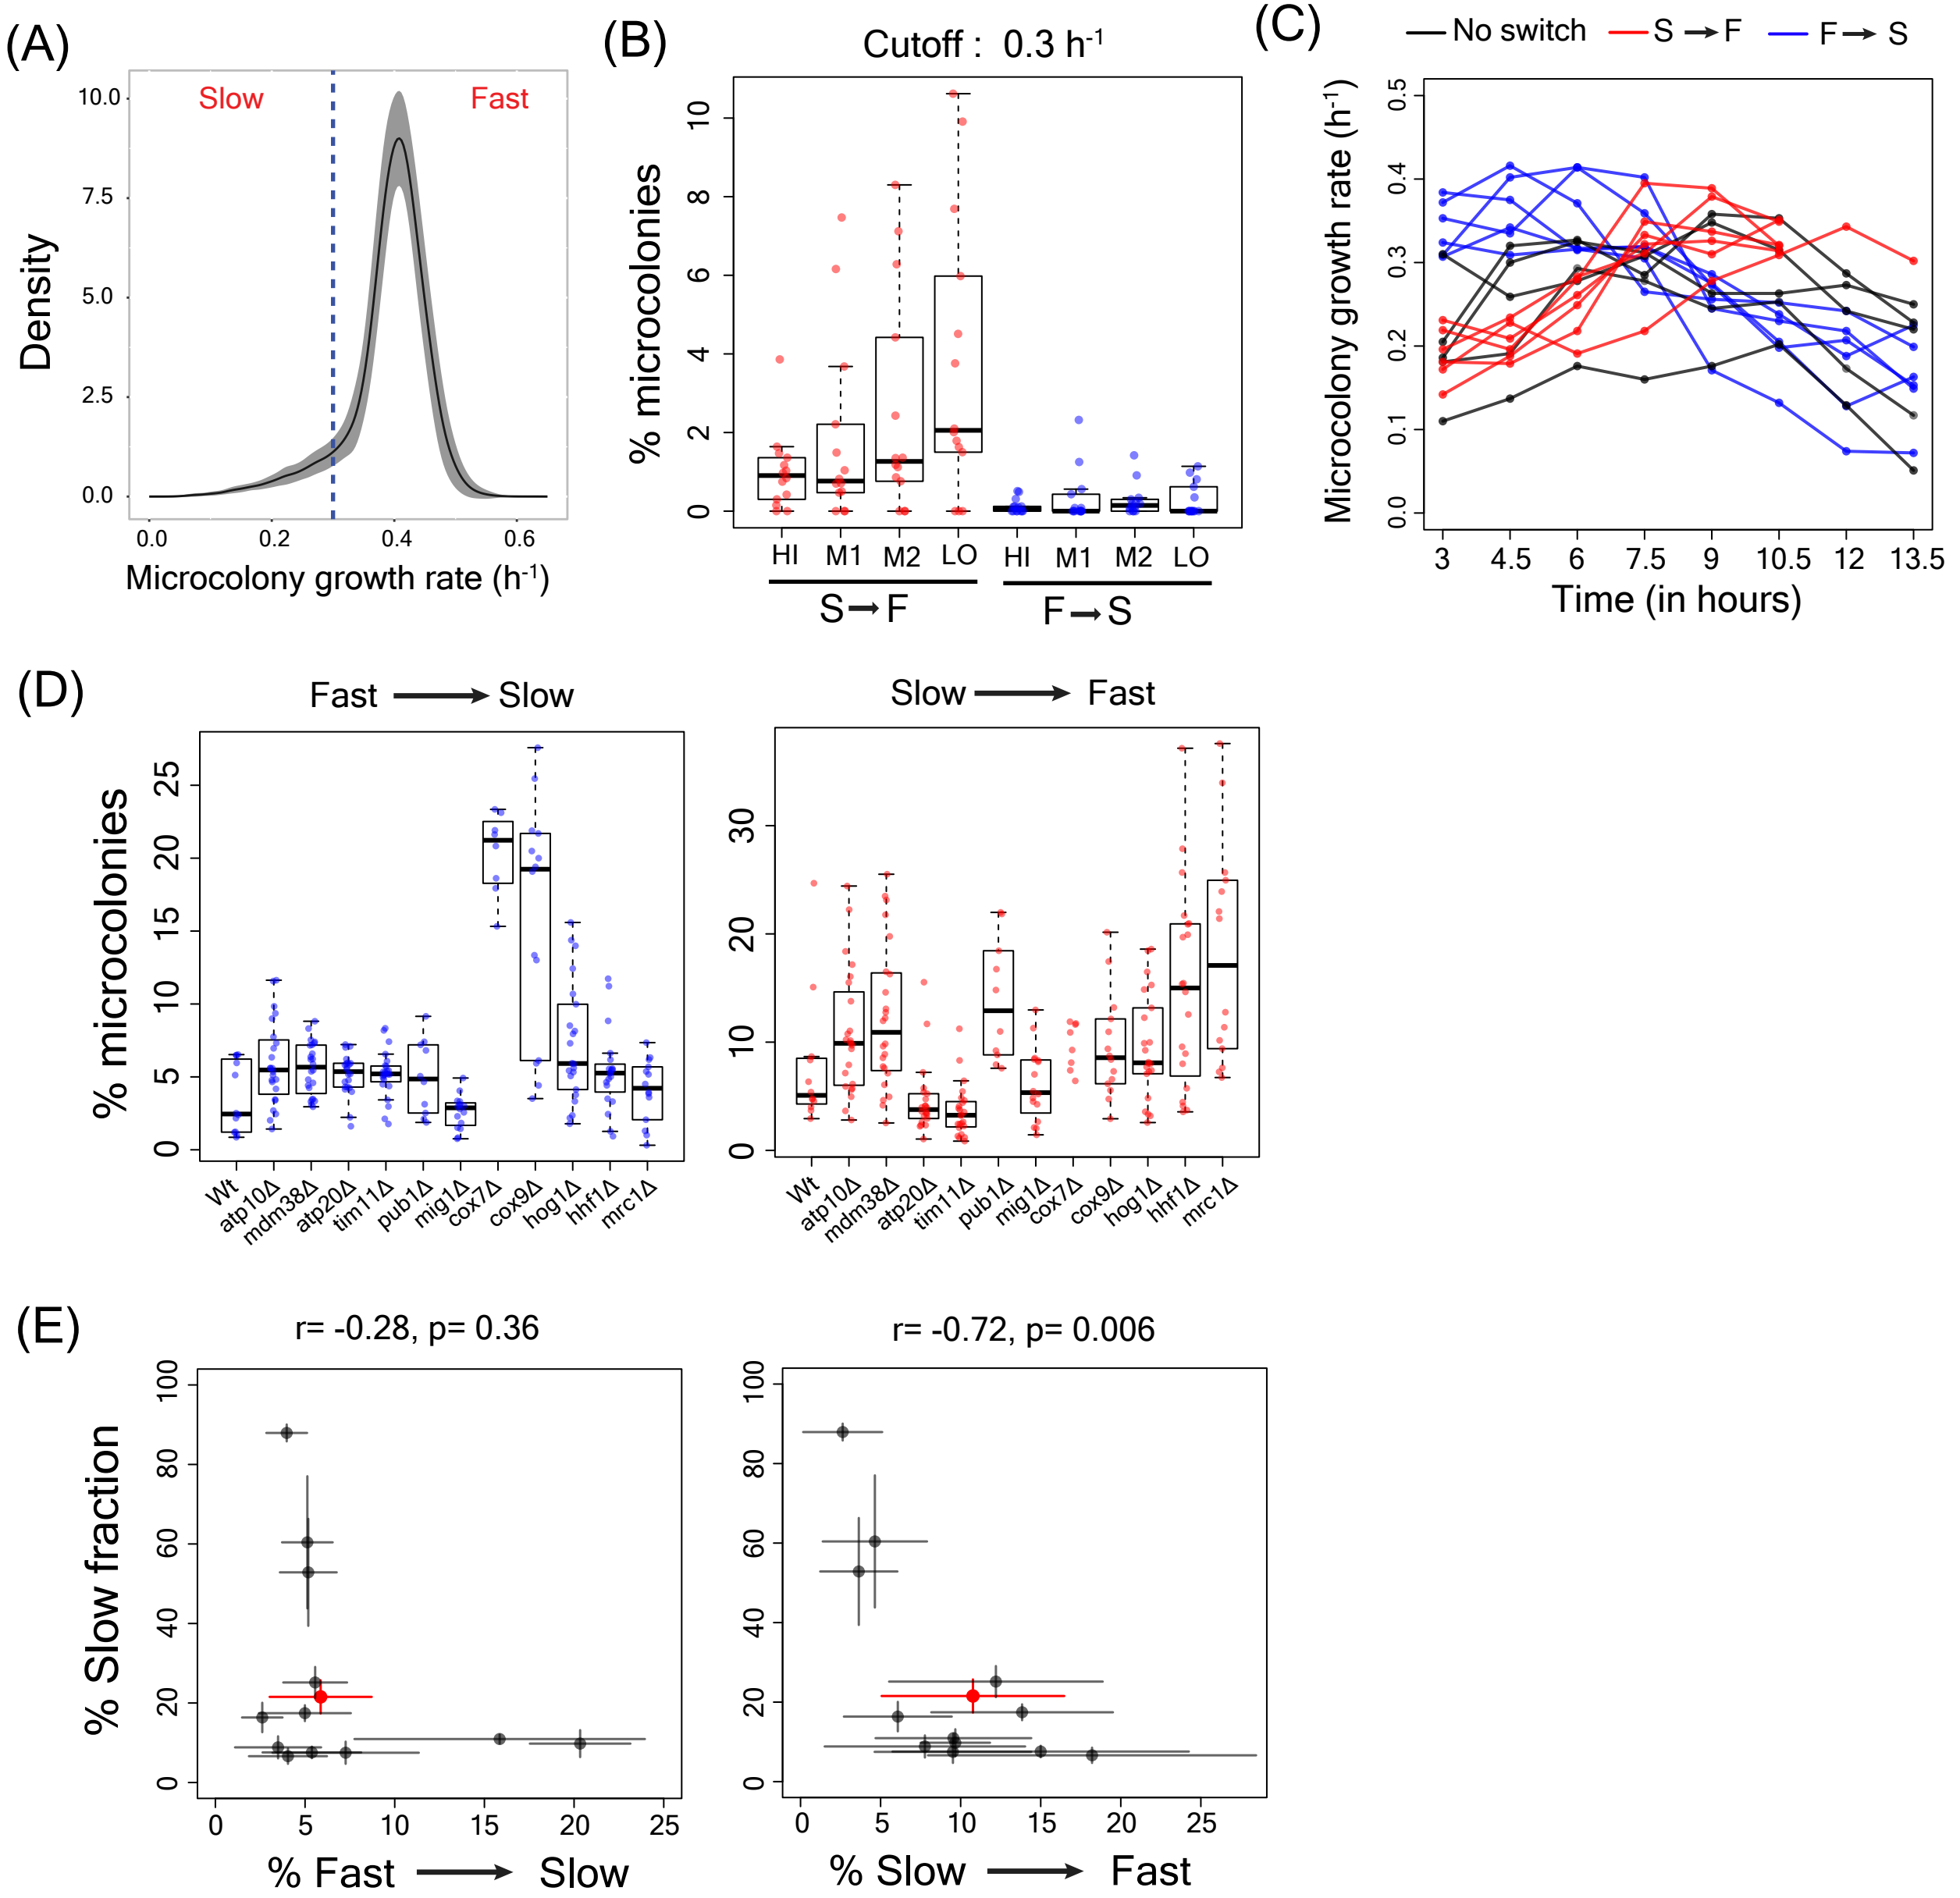 (A)
Slow
Fast
10.0
7.5
5.0
2.5
0.0
Density
0.0 0.2 0.4 0.6
Microcolony growth rate (h-1)
(B)
Cutoff : 0.3 h-1
10
8
6
4
2
0
% microcolonies
HI M1 M2 LO HI M1 M2 LO
S → F F → S
(C)
No switch S → F F → S
0.5
0.4
0.3
0.2
0.1
0.0
Microcolony growth rate (h-1)
3 4.5 6 7.5 9 10.5 12 13.5
Time (in hours)
(D)
Fast → Slow
25
20
15
10
5
0
% microcolonies
Wt atp10Δ mdm38Δ atp20Δ tim11Δ pub1Δ mig1Δ cox7Δ cox9Δ hog1Δ hhf1Δ mrc1Δ
Slow → Fast
30
20
10
0
Wt atp10Δ mdm38Δ atp20Δ tim11Δ pub1Δ mig1Δ cox7Δ cox9Δ hog1Δ hhf1Δ mrc1Δ
(E)
r= -0.28, p= 0.36
100
80
60
40
20
0
% Slow fraction
0 5 10 15 20 25
% Fast → Slow
r= -0.72, p= 0.006
100
80
60
40
20
0
0 5 10 15 20 25
% Slow → Fast